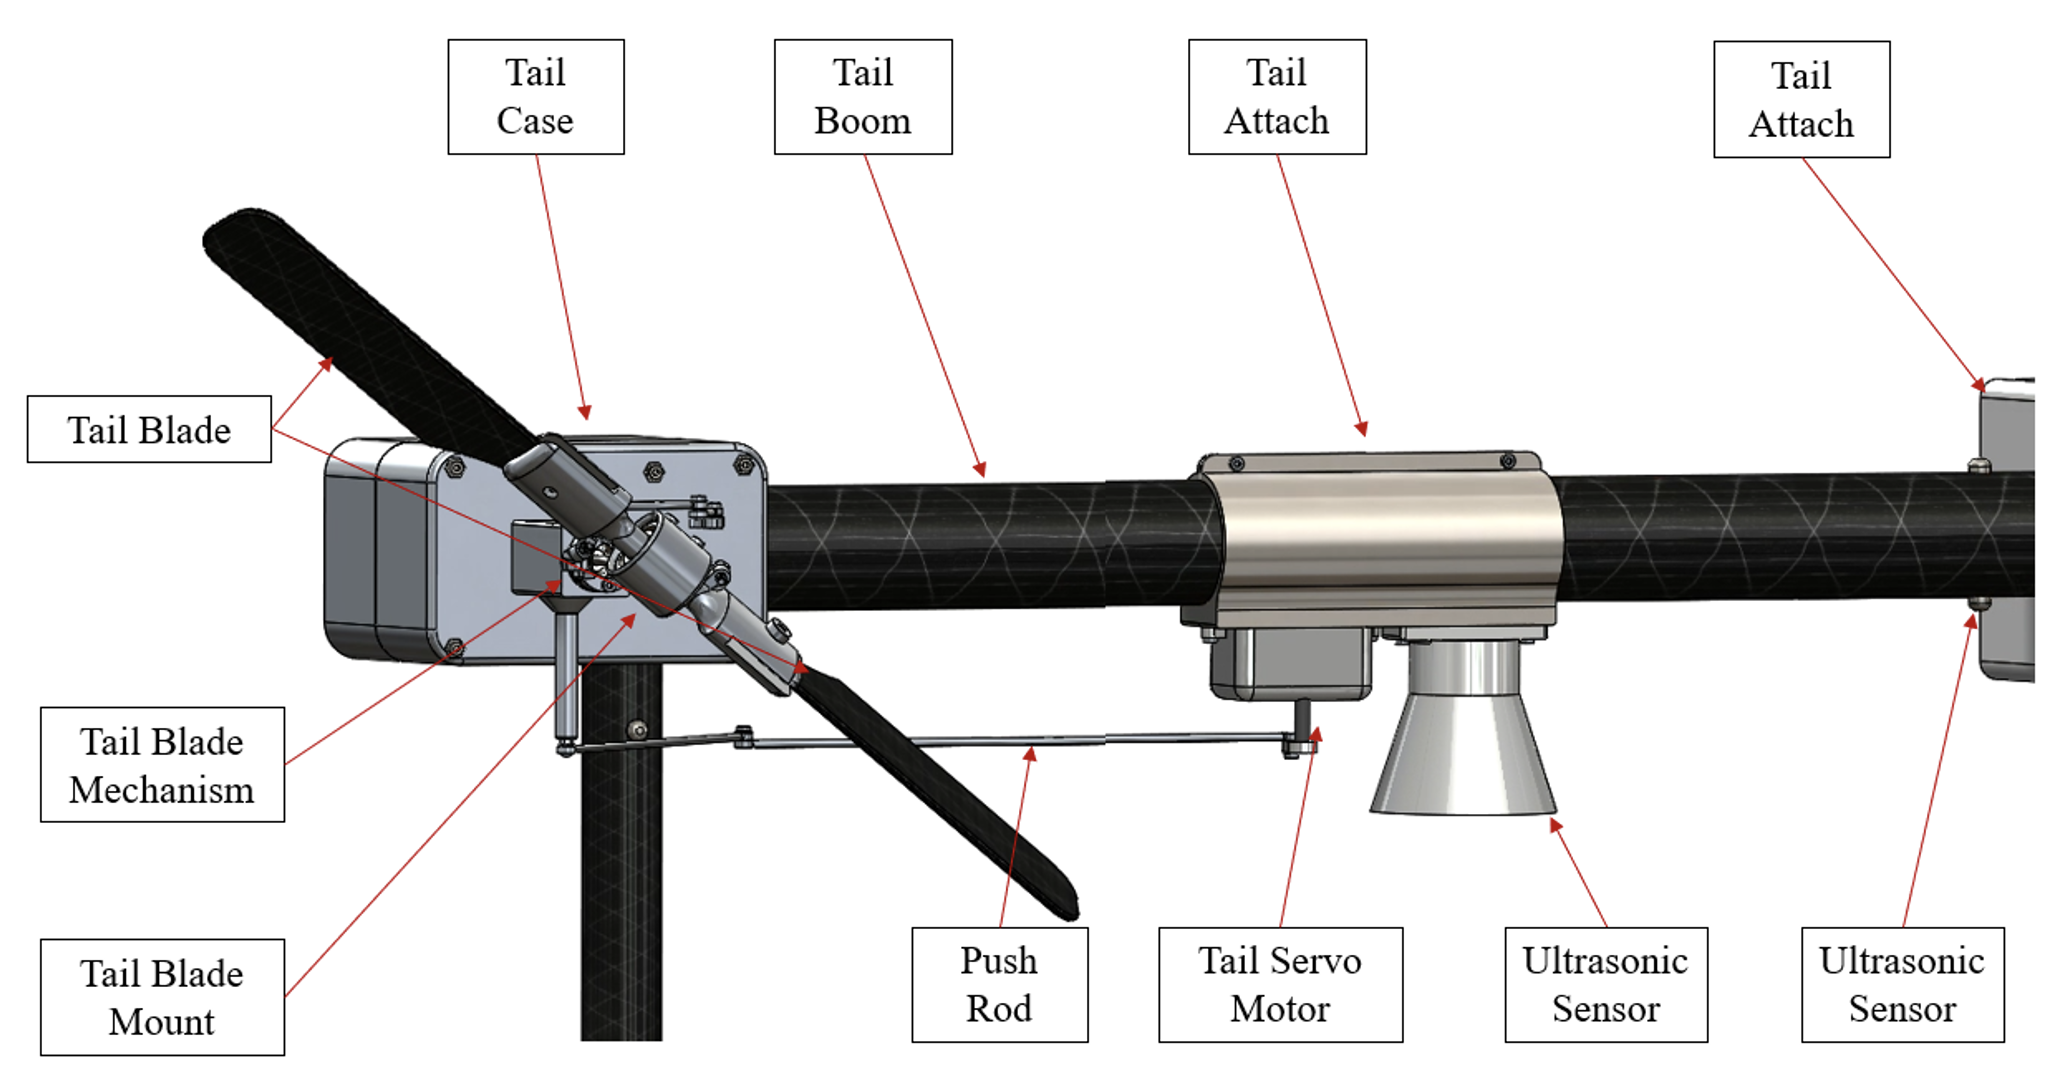 Tail
Case
Tail
Boom
Tail
Attach
Tail
Attach
Tail Blade
Tail Blade
Mechanism
Tail Blade
Mount
Push
Rod
Tail Servo
Motor
Ultrasonic
Sensor
Ultrasonic
Sensor